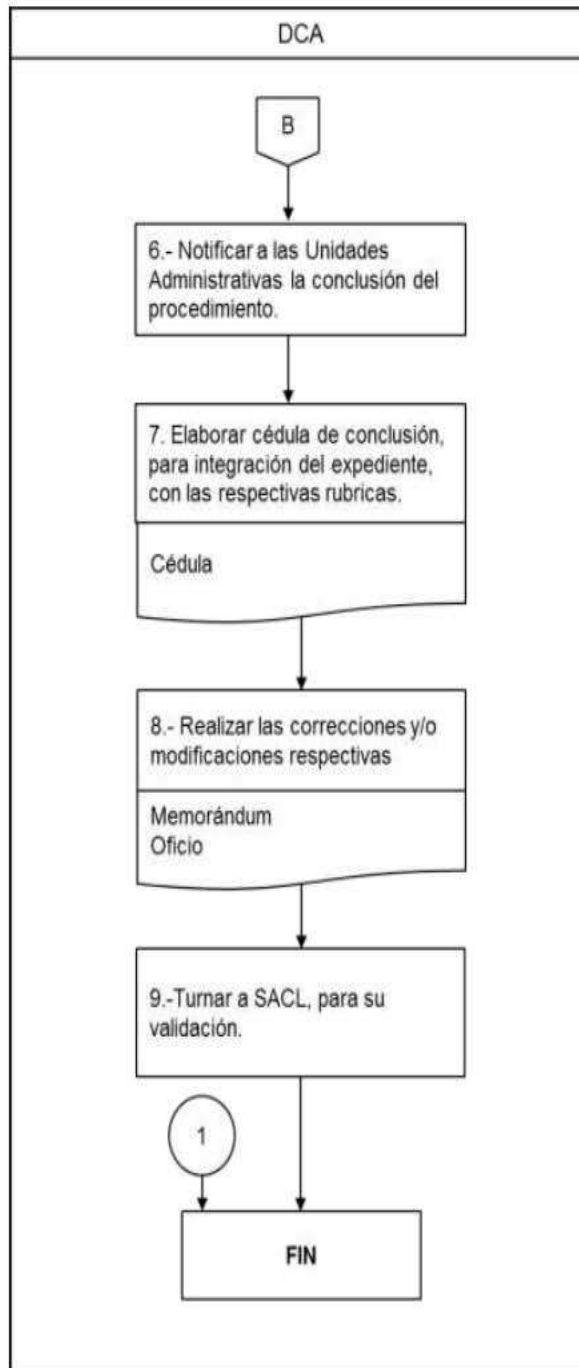 DCA
B
6.- Notificar a las Unidades
Administrativas la conclusión del
procedimiento.
7. Elaborar cédula de conclusión,
para integración del expediente,
con las respectivas rubricas.
Cédula
8.- Realizar las correcciones y/o
modificaciones respectivas
Memorándum
Oficio
9.-Turnar a SACL, para su
validación.
1
FIN